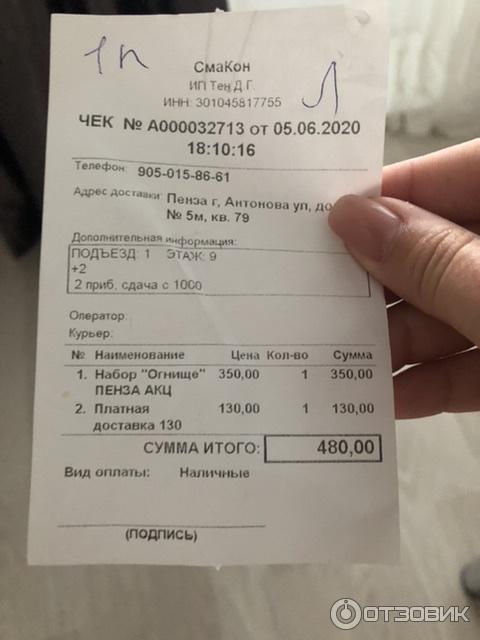 1п
СмаКон
ИП Тен Д.Г.
ИНН: 301045817755
ЧЕК № А000032713 от 05.06.2020
18:10:16
Телефон: 905-015-86-61
Адрес доставки: Пенза г, Антонова ул, до
№ 5м, кв. 79
Дополнительная информация:
ПОДЪЕЗД: 1 ЭТАЖ: 9
+2
2 приб, сдача с 1000
Оператор:
Курьер:
№ Наименование Цена Кол-во Сумма
1. Набор "Огнище" 350,00 1 350,00
ПЕНЗА АКЦ
2. Платная 130,00 1 130,00
доставка 130
СУММА ИТОГО: 480,00
Вид оплаты: Наличные
(ПОДПИСЬ)
ОТЗОВИК